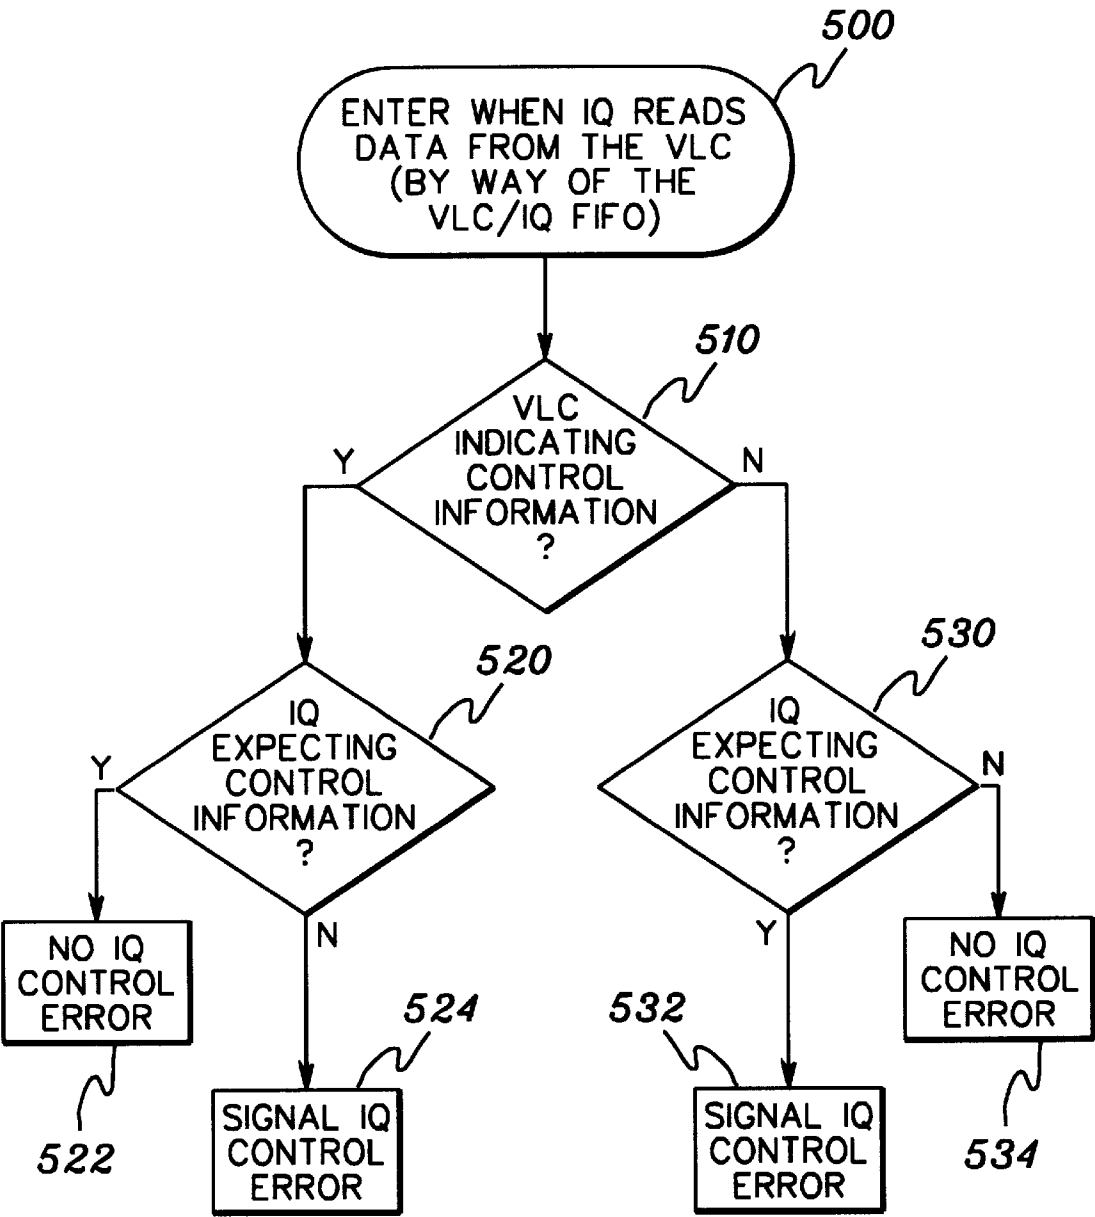 500
ENTER WHEN IQ READS
DATA FROM THE VLC
(BY WAY OF THE
VLC/IQ FIFO)
510
VLC
INDICATING
CONTROL
INFORMATION
?
Y
N
520
IQ
EXPECTING
CONTROL
INFORMATION
?
Y
N
530
IQ
EXPECTING
CONTROL
INFORMATION
?
N
Y
NO IQ
CONTROL
ERROR
522
524
SIGNAL IQ
CONTROL
ERROR
532
SIGNAL IQ
CONTROL
ERROR
NO IQ
CONTROL
ERROR
534